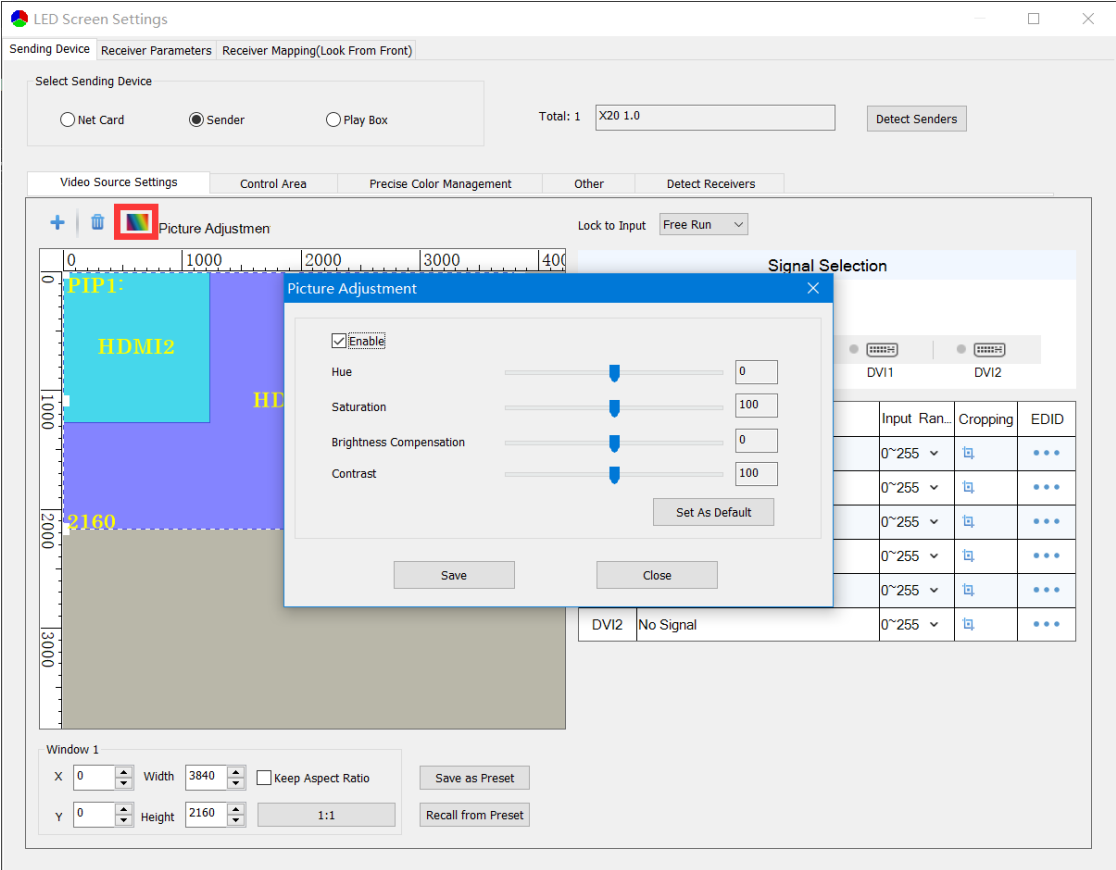 LED Screen Settings
Sending Device
Receiver Parameters
Receiver Mapping(Look From Front)
Select Sending Device
Net Card
Sender
Play Box
Total: 1
X20 1.0
Detect Senders
Video Source Settings
Control Area
Precise Color Management
Other
Detect Receivers
Picture Adjustmen
Lock to Input
Free Run
0
1000
2000
3000
400
Signal Selection
0
1000
2000
3000
PIP1:
HDMI2
HD
2160
Picture Adjustment
Enable
Hue
0
Saturation
100
Brightness Compensation
0
Contrast
100
Set As Default
Save
Close
DVI1
DVI2
Input Ran...
Cropping
EDID
0~255
0~255
0~255
0~255
0~255
DVI2
No Signal
0~255
Window 1
X
0
Width
3840
Keep Aspect Ratio
Save as Preset
Y
0
Height
2160
1:1
Recall from Preset